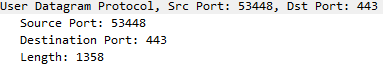 User Datagram Protocol, Src Port: 53448, Dst Port: 443
Source Port: 53448
Destination Port: 443
Length: 1358